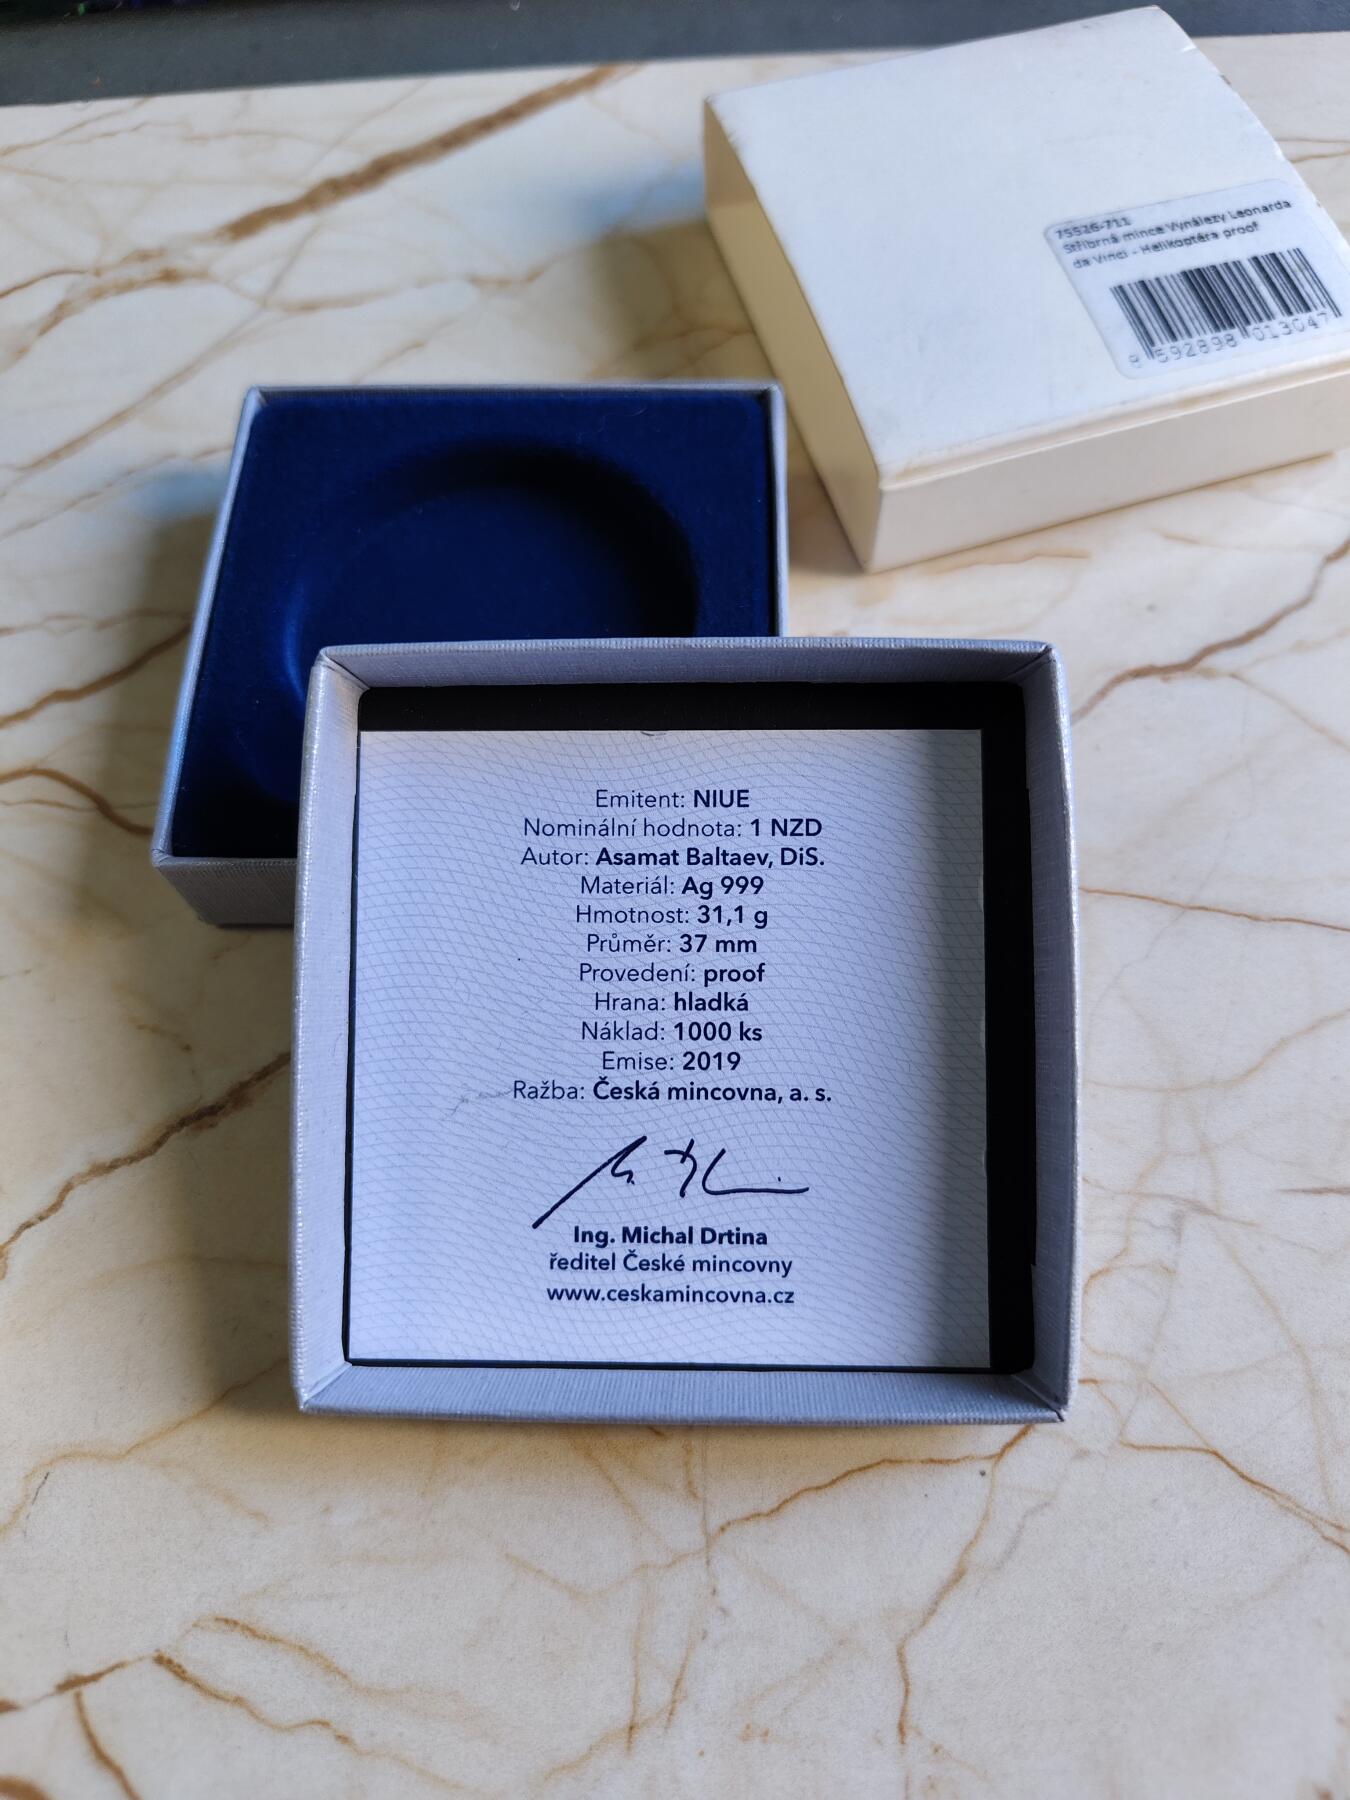 75526-711
Stříbrná mince Vynálezy Leonarda
da Vinci - Helikoptéra proof
8 592898 013047
Emitent: NIUE
Nominální hodnota: 1 NZD
Autor: Asamat Baltaev, DiS.
Materiál: Ag 999
Hmotnost: 31,1 g
Průměr: 37 mm
Provedení: proof
Hrana: hladká
Náklad: 1000 ks
Emise: 2019
Ražba: Česká mincovna, a. s.
Ing. Michal Drtina
ředitel České mincovny
www.ceskamincovna.cz